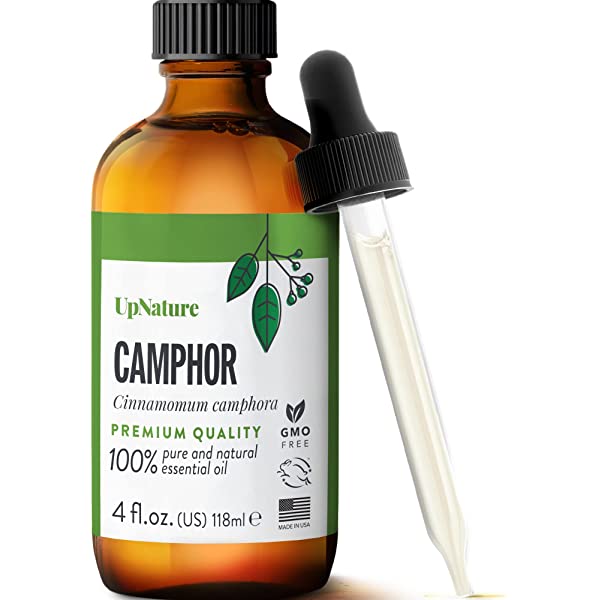 UpNature
CAMPHOR
Cinnamomum camphora
PREMIUM QUALITY
100% pure and natural
essential oil
4 fl.oz. (US) 118ml ℮
GMO
FREE
MADE IN USA